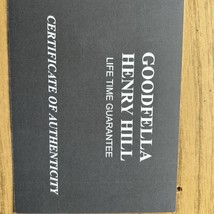 GOODFELLA
HENRY HILL
LIFE TIME GUARANTEE
CERTIFICATE OF AUTHENTICITY